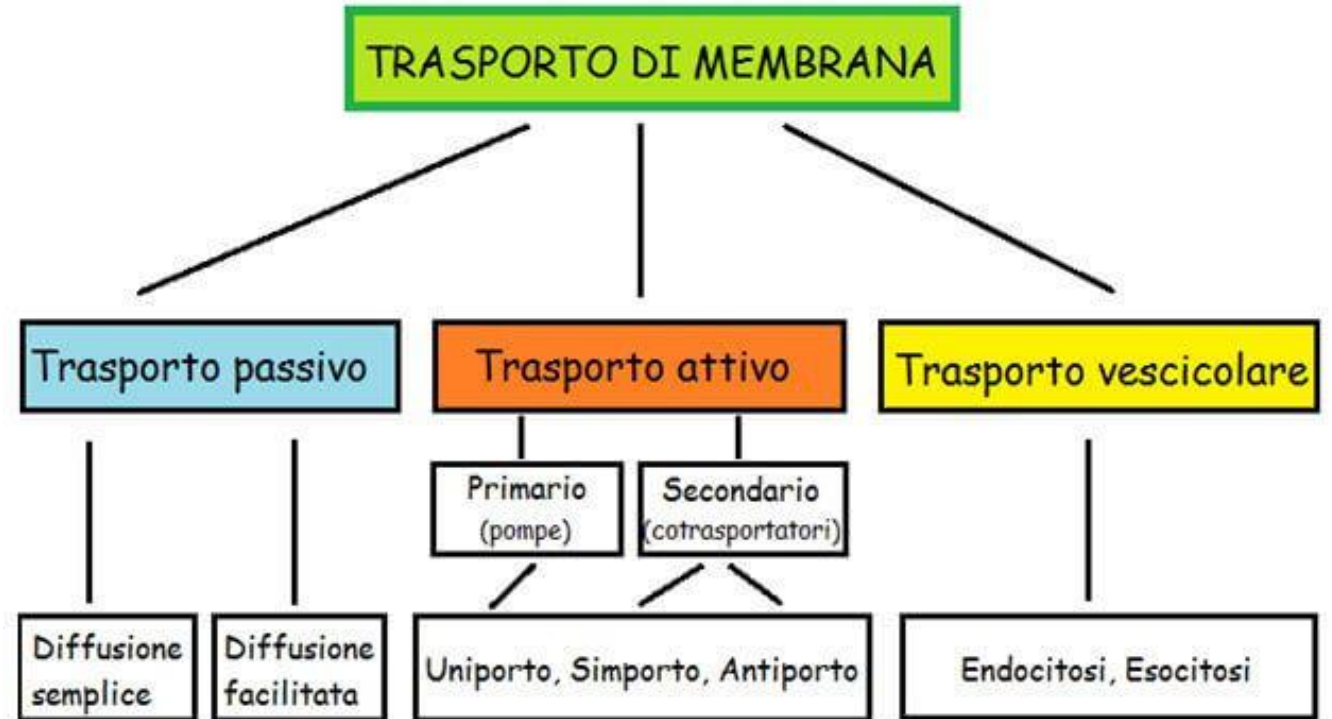 TRASPORTO DI MEMBRANA
Trasporto passivo
Trasporto attivo
Trasporto vescicolare
Primario
(pompe)
Secondario
(cotrasportatori)
Diffusione
semplice
Diffusione
facilitata
Uniporto, Simporto, Antiporto
Endocitosi, Esocitosi